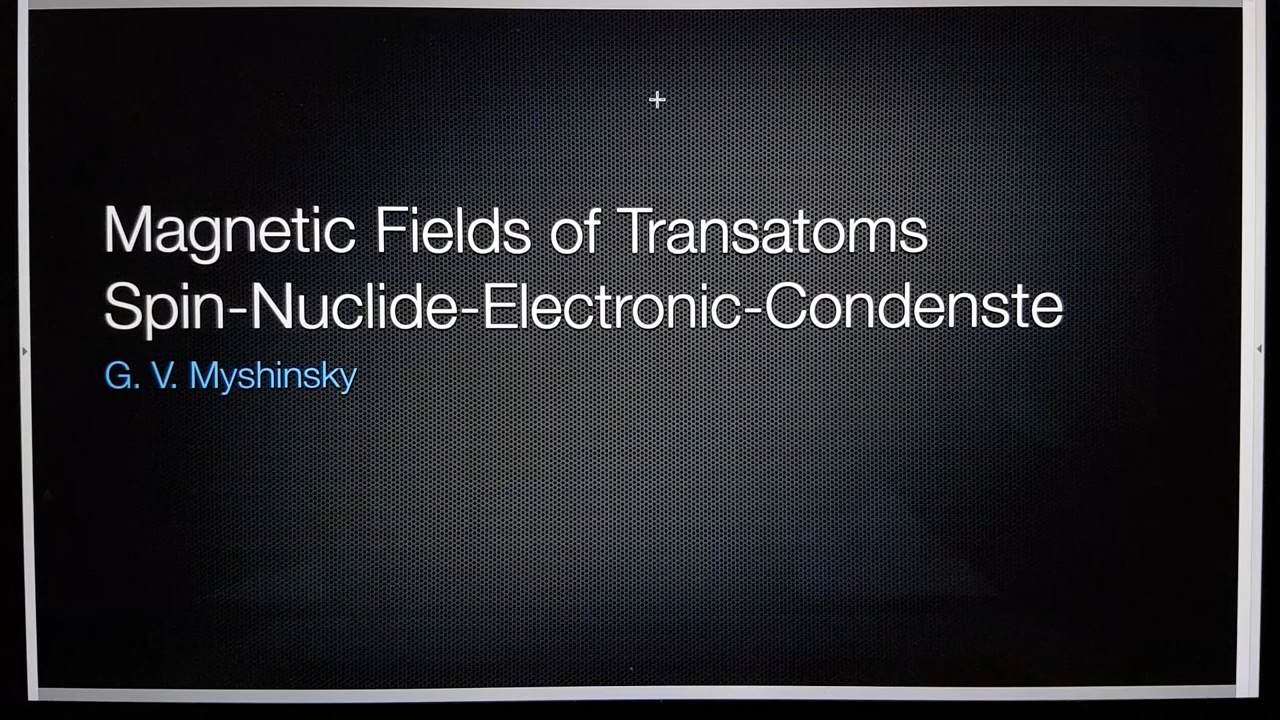 Magnetic Fields of Transatoms
Spin-Nuclide-Electronic-Condenste
G. V. Myshinsky